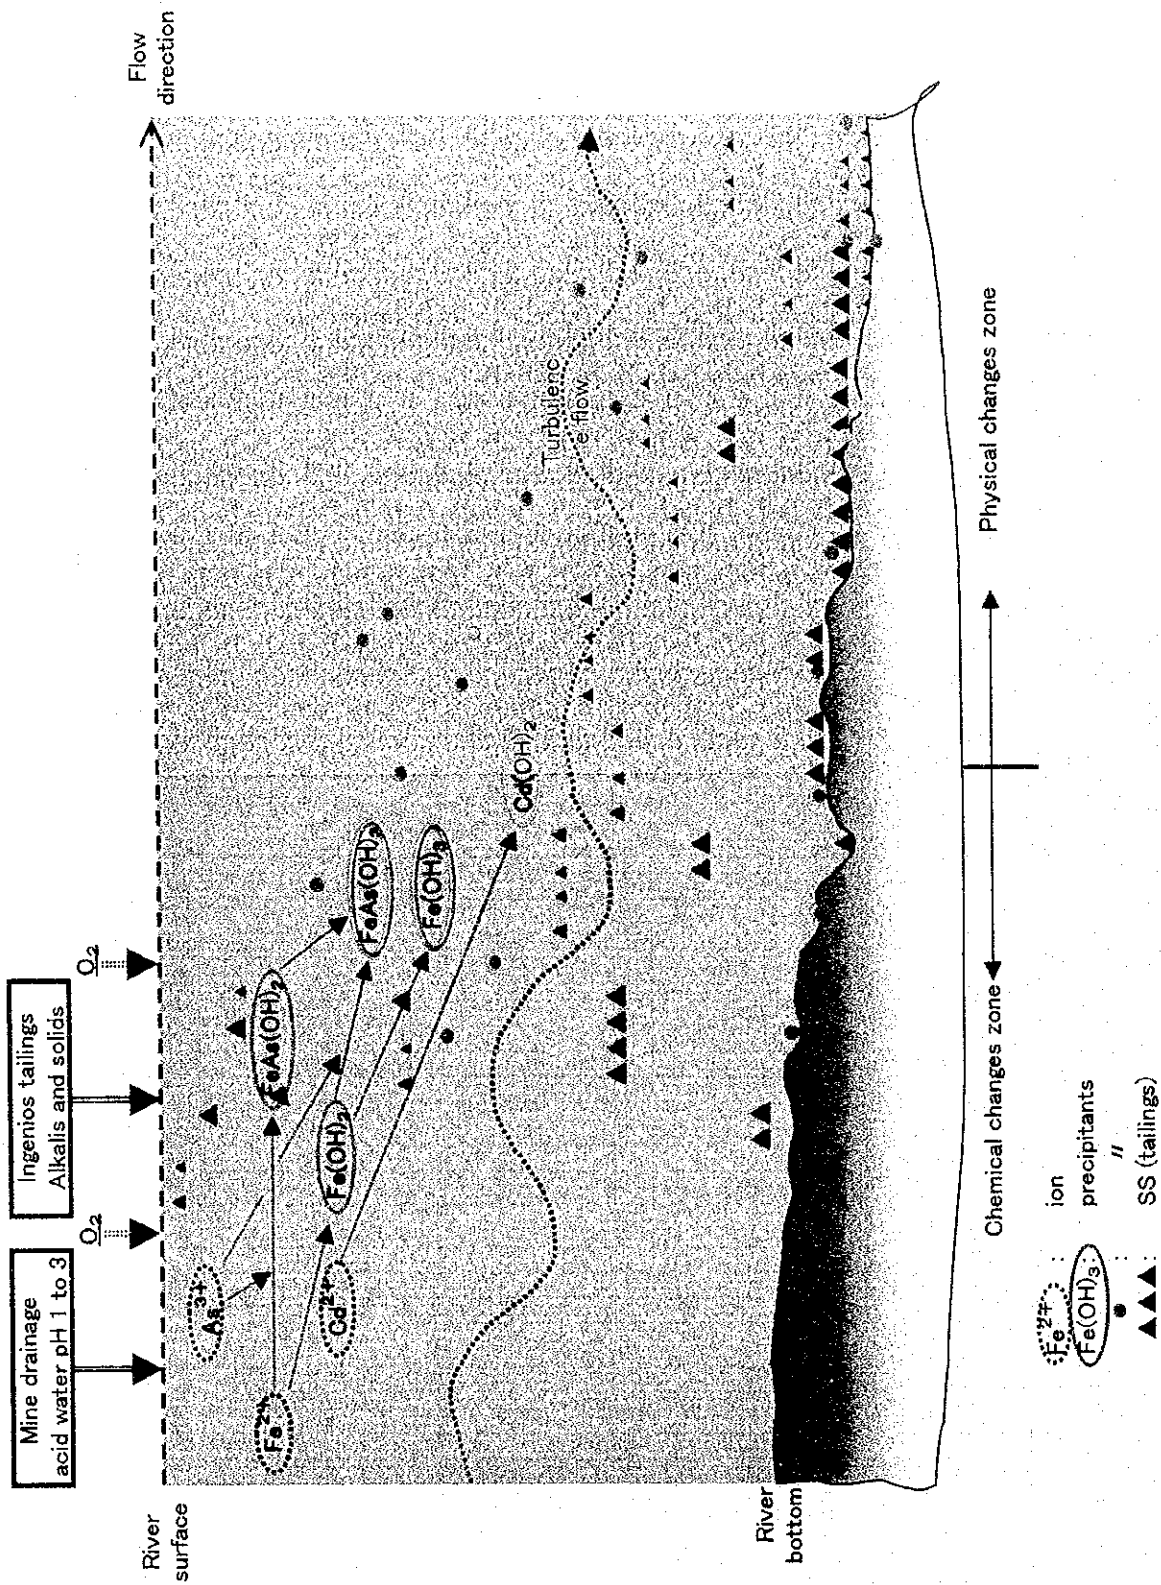 Mine drainage
acid water pH 1 to 3
Ingenios tailings
Alkalis and solids
O2
O2
River
surface
Flow
direction
As3+
Fe2+
Cd2+
FeAs(OH)2
Fe(OH)2
FeAs(OH)3
Fe(OH)3
Cd(OH)2
Turbulenc
e flow
River
bottom
Chemical changes zone
Physical changes zone
Fe2+ : ion
Fe(OH)3 : precipitants
● : 〃
▲▲▲ : SS (tailings)